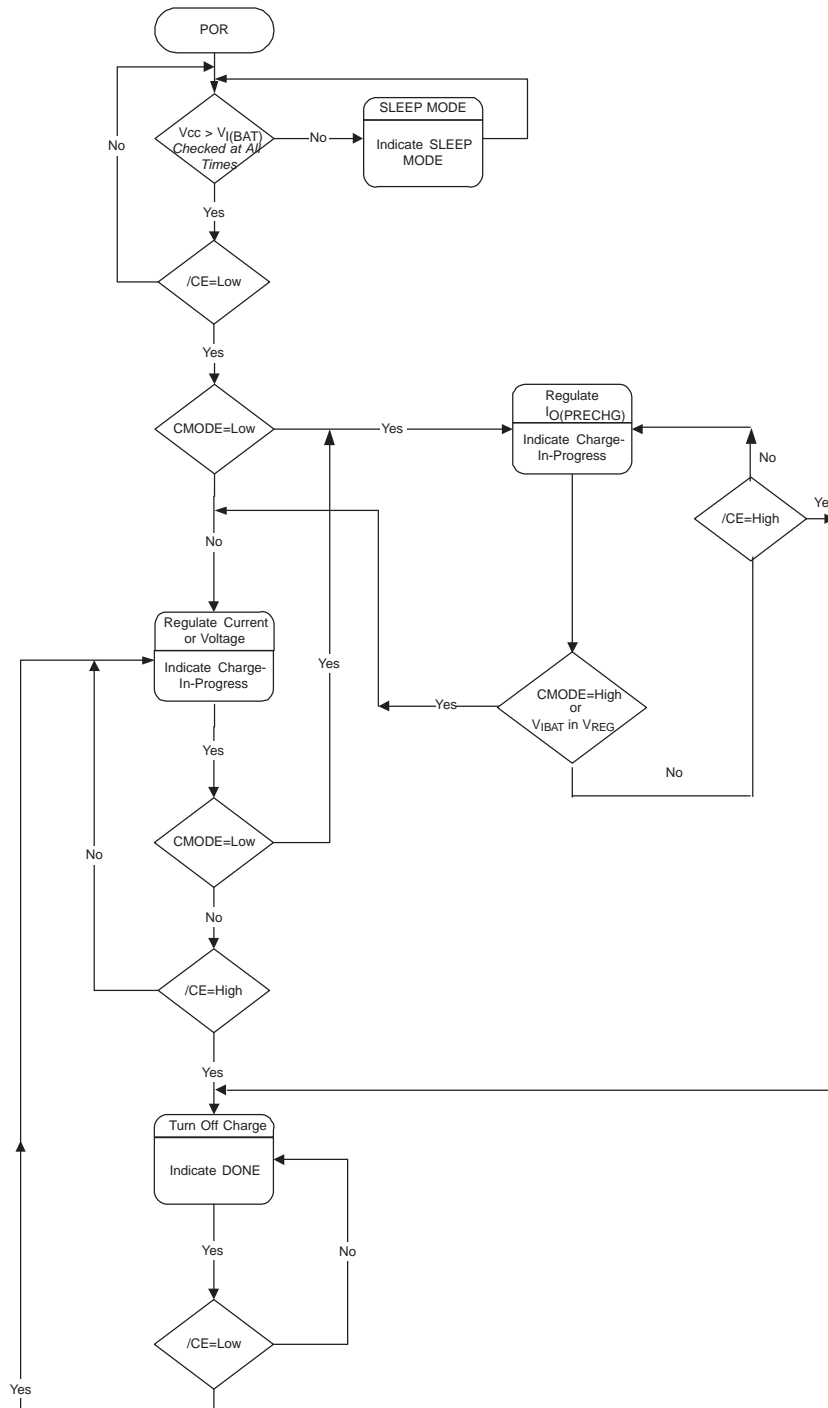 POR
SLEEP MODE
Vcc > VI(BAT)
Checked at All
Times
No
No
Indicate SLEEP
MODE
Yes
/CE=Low
Yes
Regulate
IO(PRECHG)
CMODE=Low
Yes
Indicate Charge-
In-Progress
No
Ye
/CE=High
No
Regulate Current
or Voltage
Yes
Indicate Charge-
In-Progress
CMODE=High
or
VIBAT in VREG
Yes
Yes
No
CMODE=Low
No
No
/CE=High
Yes
Turn Off Charge
Indicate DONE
Yes
No
/CE=Low
Yes